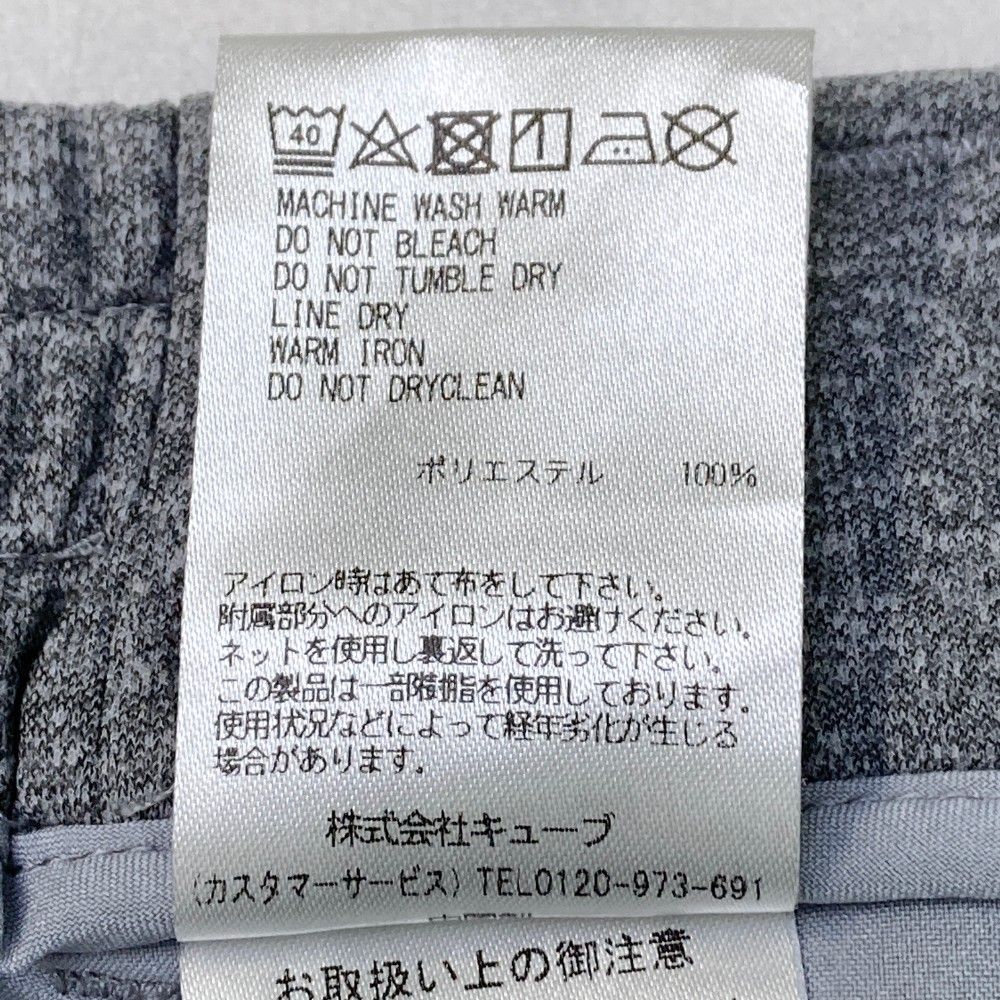 40
MACHINE WASH WARM
DO NOT BLEACH
DO NOT TUMBLE DRY
LINE DRY
WARM IRON
DO NOT DRYCLEAN
ポリエステル 100%
アイロン時はあて布をして下さい。
附属部分へのアイロンはお避けください。
ネットを使用し裏返して洗って下さい。
この製品は一部樹脂を使用しております。
使用状況などによって経年劣化が生じる
場合があります。
株式会社キューブ
(カスタマーサービス) TEL0120-973-691
お取扱い上の御注意